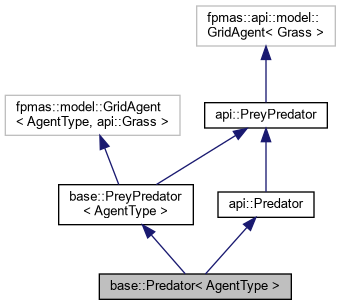 fpmas::api::model::
GridAgent< Grass >
fpmas::model::GridAgent
< AgentType, api::Grass >
api::PreyPredator
base::PreyPredator
< AgentType >
api::Predator
base::Predator< AgentType >